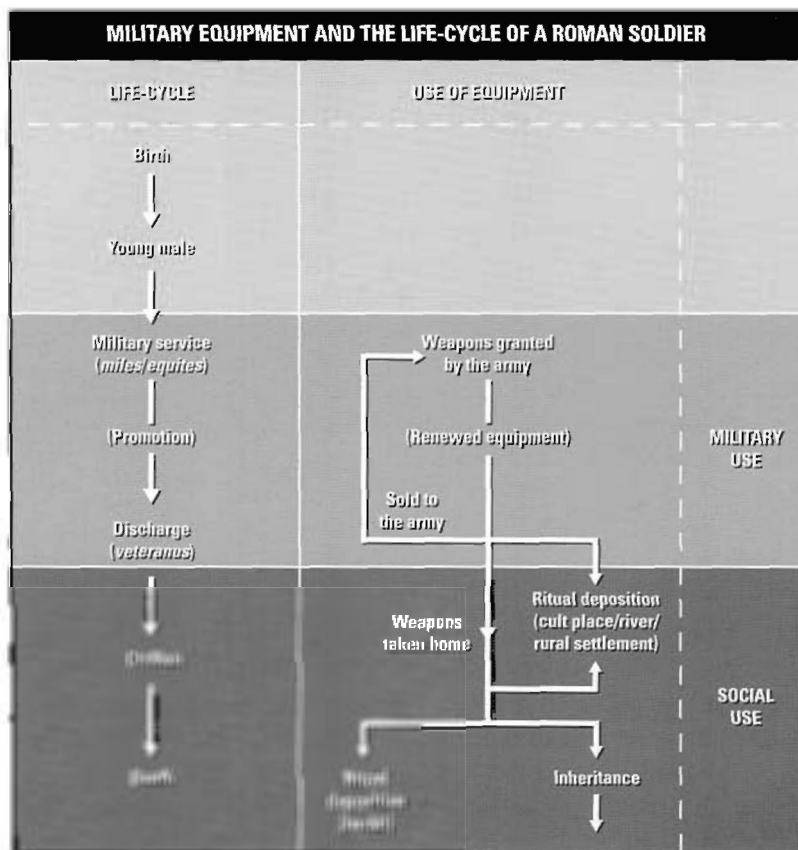 MILITARY EQUIPMENT AND THE LIFE-CYCLE OF A ROMAN SOLDIER
LIFE-CYCLE
Birth
Young male
Military service
(miles/equites)
(Promotion)
Discharge
(veteranus)
USE OF EQUIPMENT
Weapons granted
by the army
(Renewed equipment)
Sold to
the army
Weapons
taken home
Ritual deposition
(cult place/river/
rural settlement)
Inheritance
MILITARY
USE
SOCIAL
USE